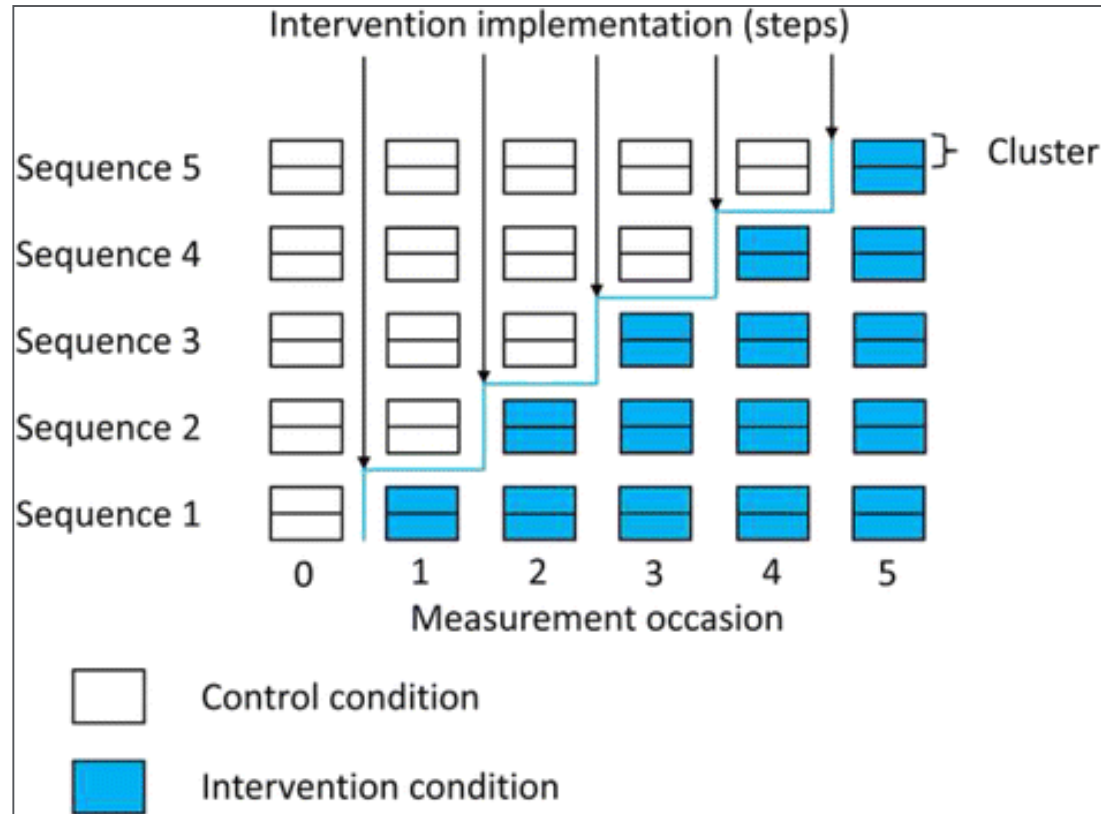 Intervention implementation (steps)
Sequence 5
Cluster
Sequence 4
Sequence 3
Sequence 2
Sequence 1
0 1 2 3 4 5
Measurement occasion
Control condition
Intervention condition